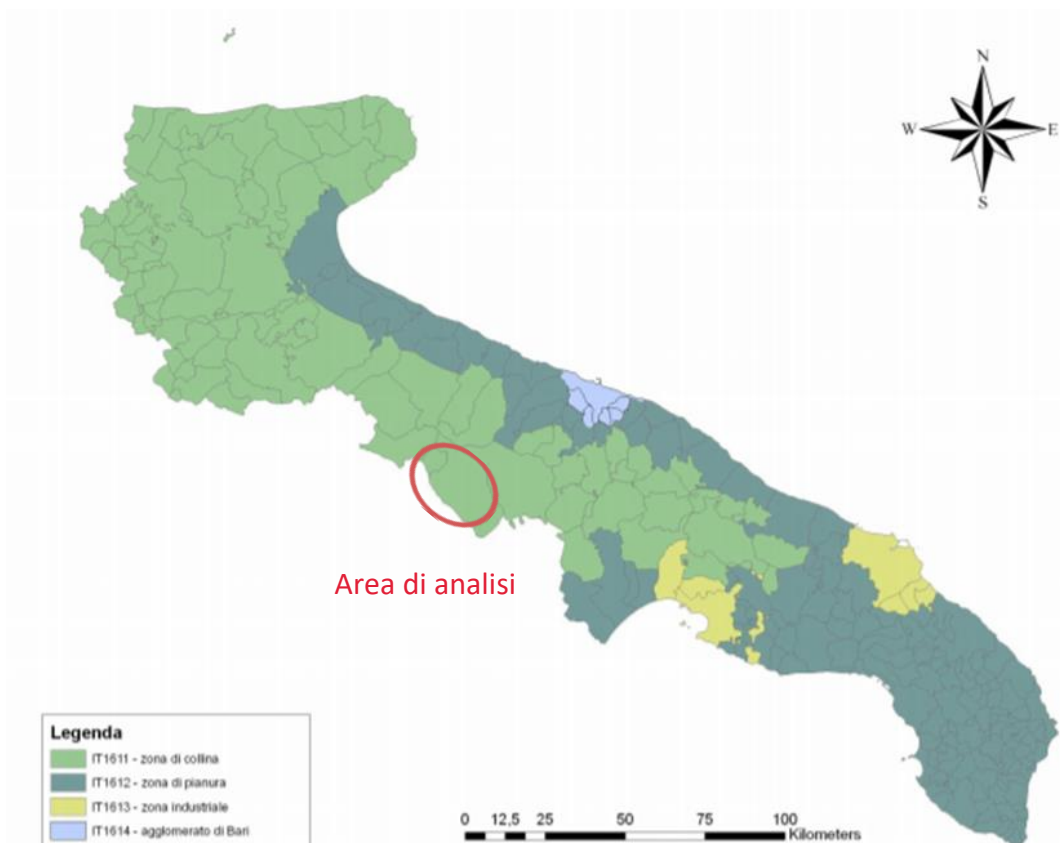 N
W
E
S
Area di analisi
Legenda
IT1611 - zona di collina
IT1612 - zona di pianura
IT1613 - zona industriale
IT1614 - agglomerato di Bari
0 12,5 25 50 75 100
Kilometers